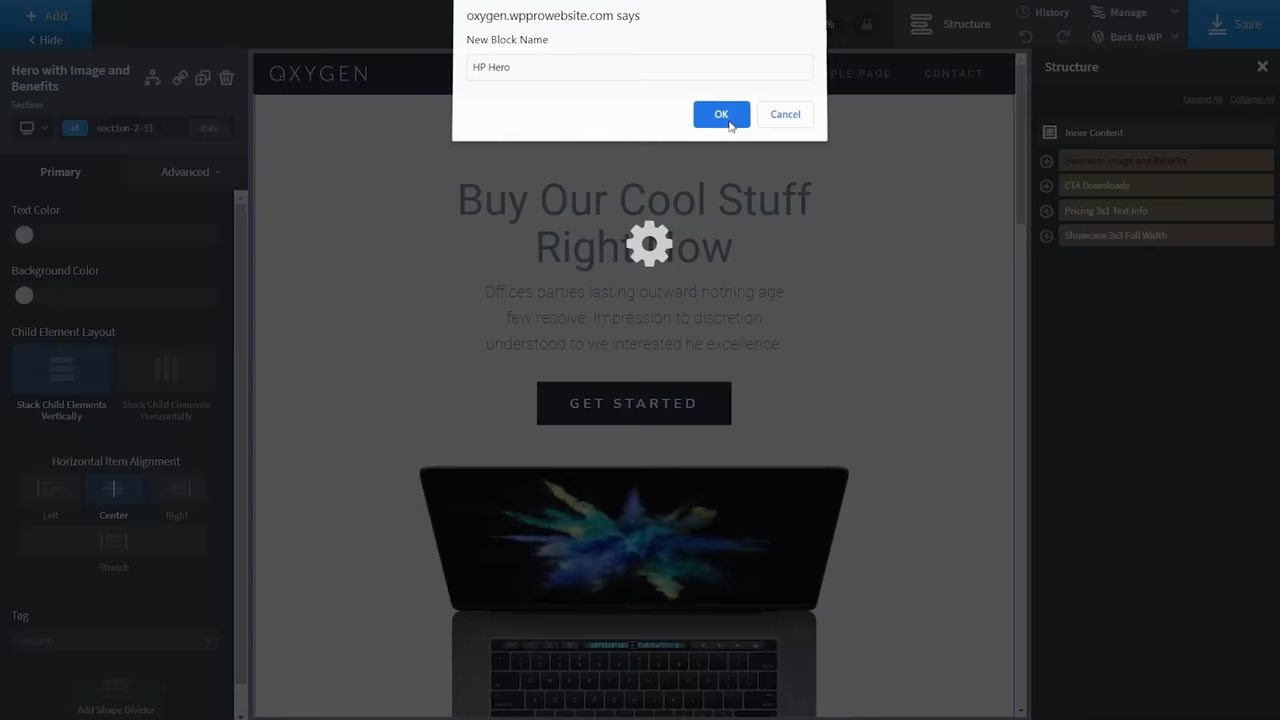 oxygen.wpprowebsite.com says
New Block Name
HP Hero
OK
Cancel
+ Add
< Hide
%
Structure
History
Manage
Back to WP
Save
Hero with Image and
Benefits
Section
id
section-2-33
state
Primary
Advanced
Text Color
Background Color
Child Element Layout
Stack Child Elements
Vertically
Stack Child Elements
Horizontally
Horizontal Item Alignment
Left
Center
Right
Stretch
Tag
section
Add Shape Divider
OXYGEN
PAGE
CONTACT
Buy Our Cool Stuff
Right Now
Offices parties lasting outward nothing age
few resolve. Impression to discretion
understood to we interested he excellence.
GET STARTED
Structure
Expand All
Collapse All
Inner Content
Hero with Image and Benefits
CTA Downloads
Pricing 3x1 Text Info
Showcase 3x3 Full Width